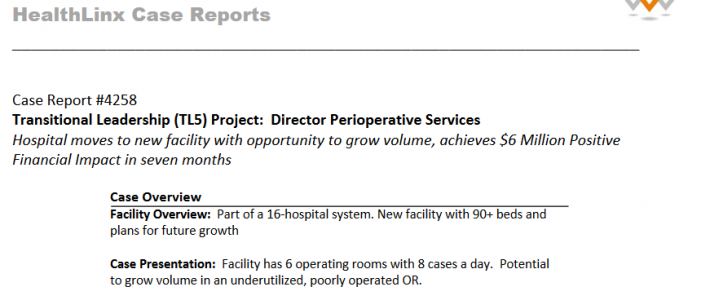 HealthLinx Case Reports
Case Report #4258
Transitional Leadership (TL5) Project:  Director Perioperative Services
Hospital moves to new facility with opportunity to grow volume, achieves $6 Million Positive
Financial Impact in seven months
Case Overview
Facility Overview:  Part of a 16-hospital system. New facility with 90+ beds and
plans for future growth
Case Presentation:  Facility has 6 operating rooms with 8 cases a day.  Potential
to grow volume in an underutilized, poorly operated OR.